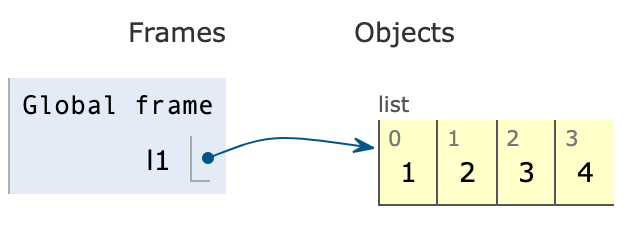 Frames Objects
Global frame
l1
list
0 1 2 3
1 2 3 4